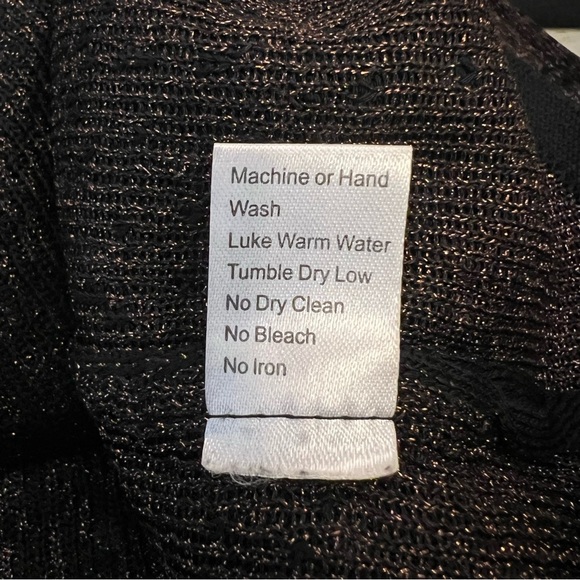 Machine or Hand
Wash
Luke Warm Water
Tumble Dry Low
No Dry Clean
No Bleach
No Iron